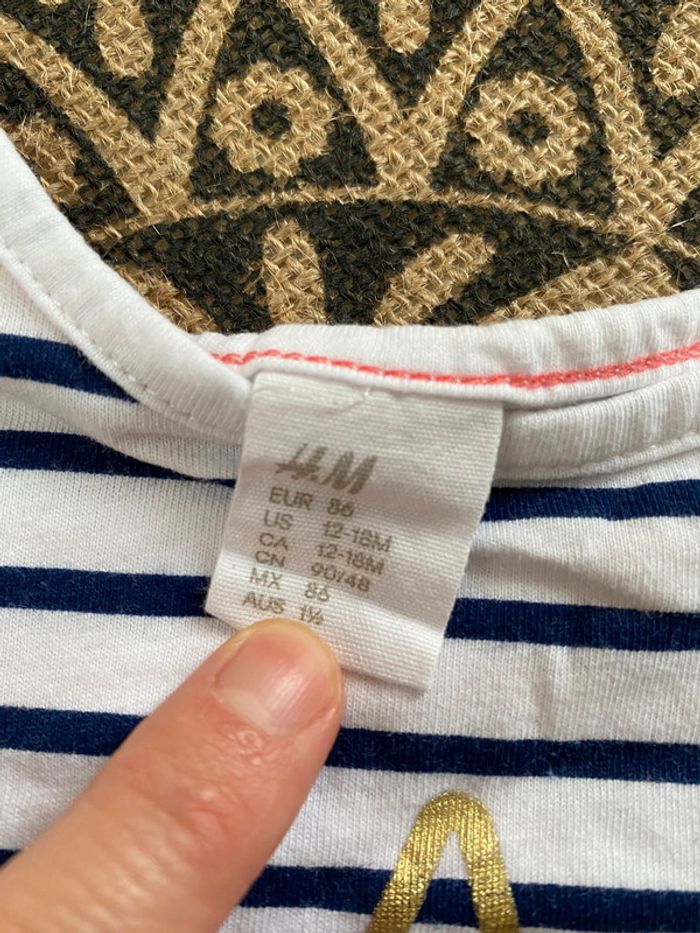 H&M
EUR 86
US 12-18M
CA 12-18M
CN 90/48
MX 86
AUS 1½